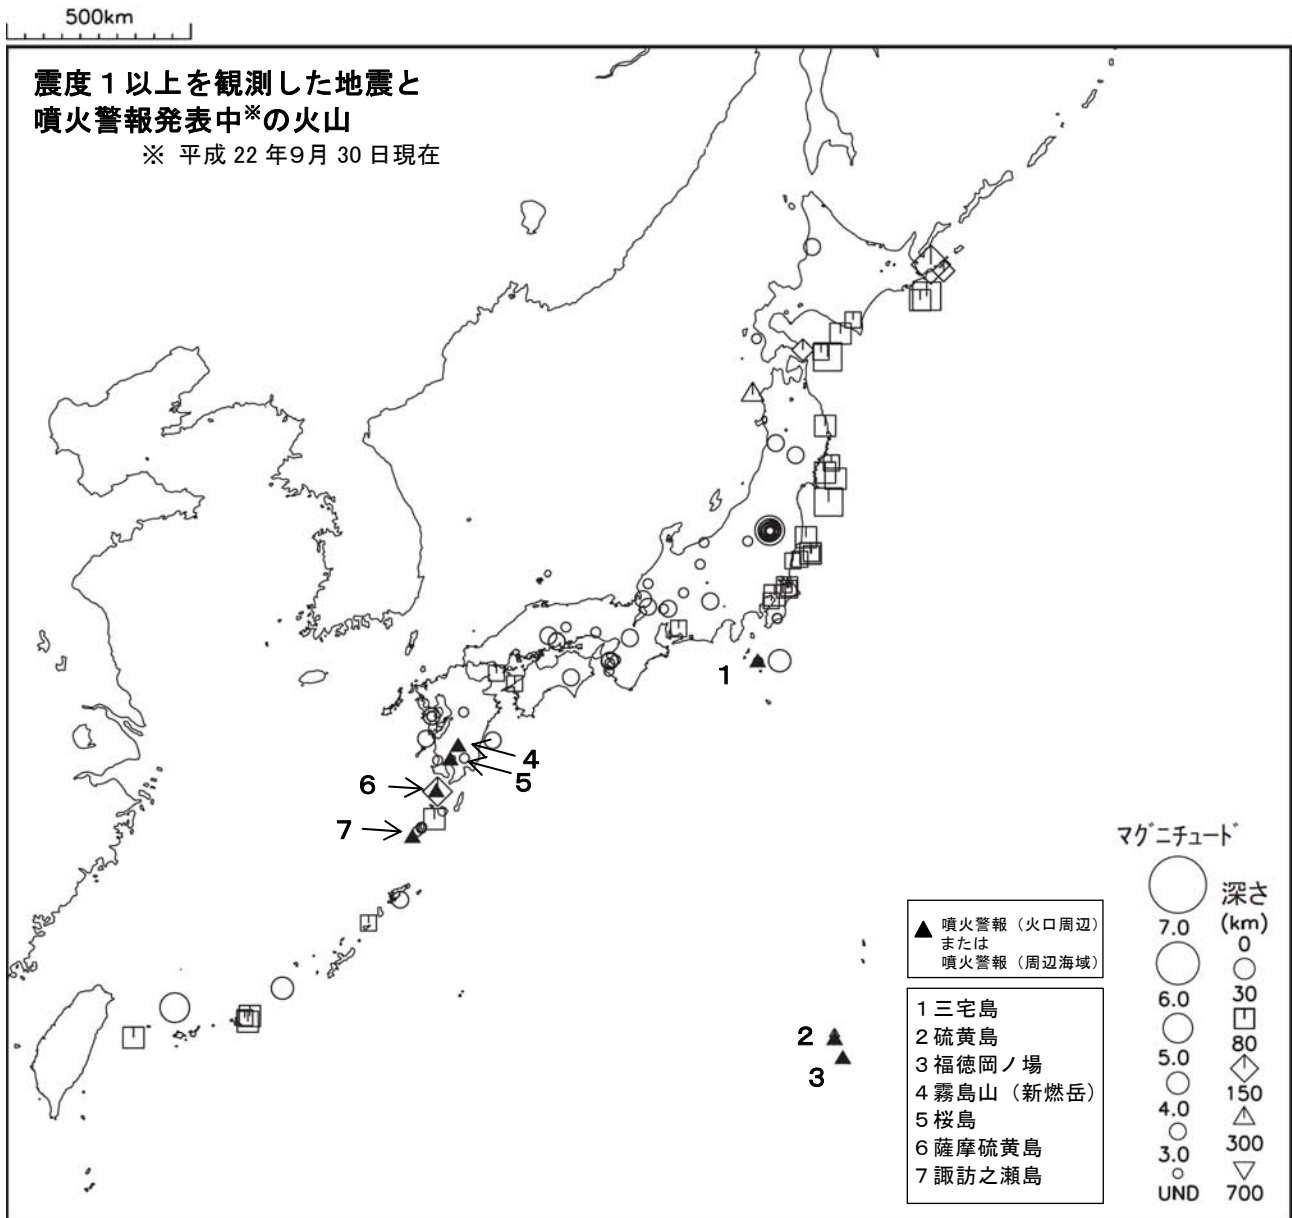 500km
震度１以上を観測した地震と
噴火警報発表中※の火山
※ 平成 22 年９月 30 日現在
1
4
5
6
7
2
3
▲ 噴火警報（火口周辺）
または
噴火警報（周辺海域）
1 三宅島
2 硫黄島
3 福徳岡ノ場
4 霧島山（新燃岳）
5 桜島
6 薩摩硫黄島
7 諏訪之瀬島
マグニチュード
7.0
6.0
5.0
4.0
3.0
UND
深さ
(km)
0
30
80
150
300
700